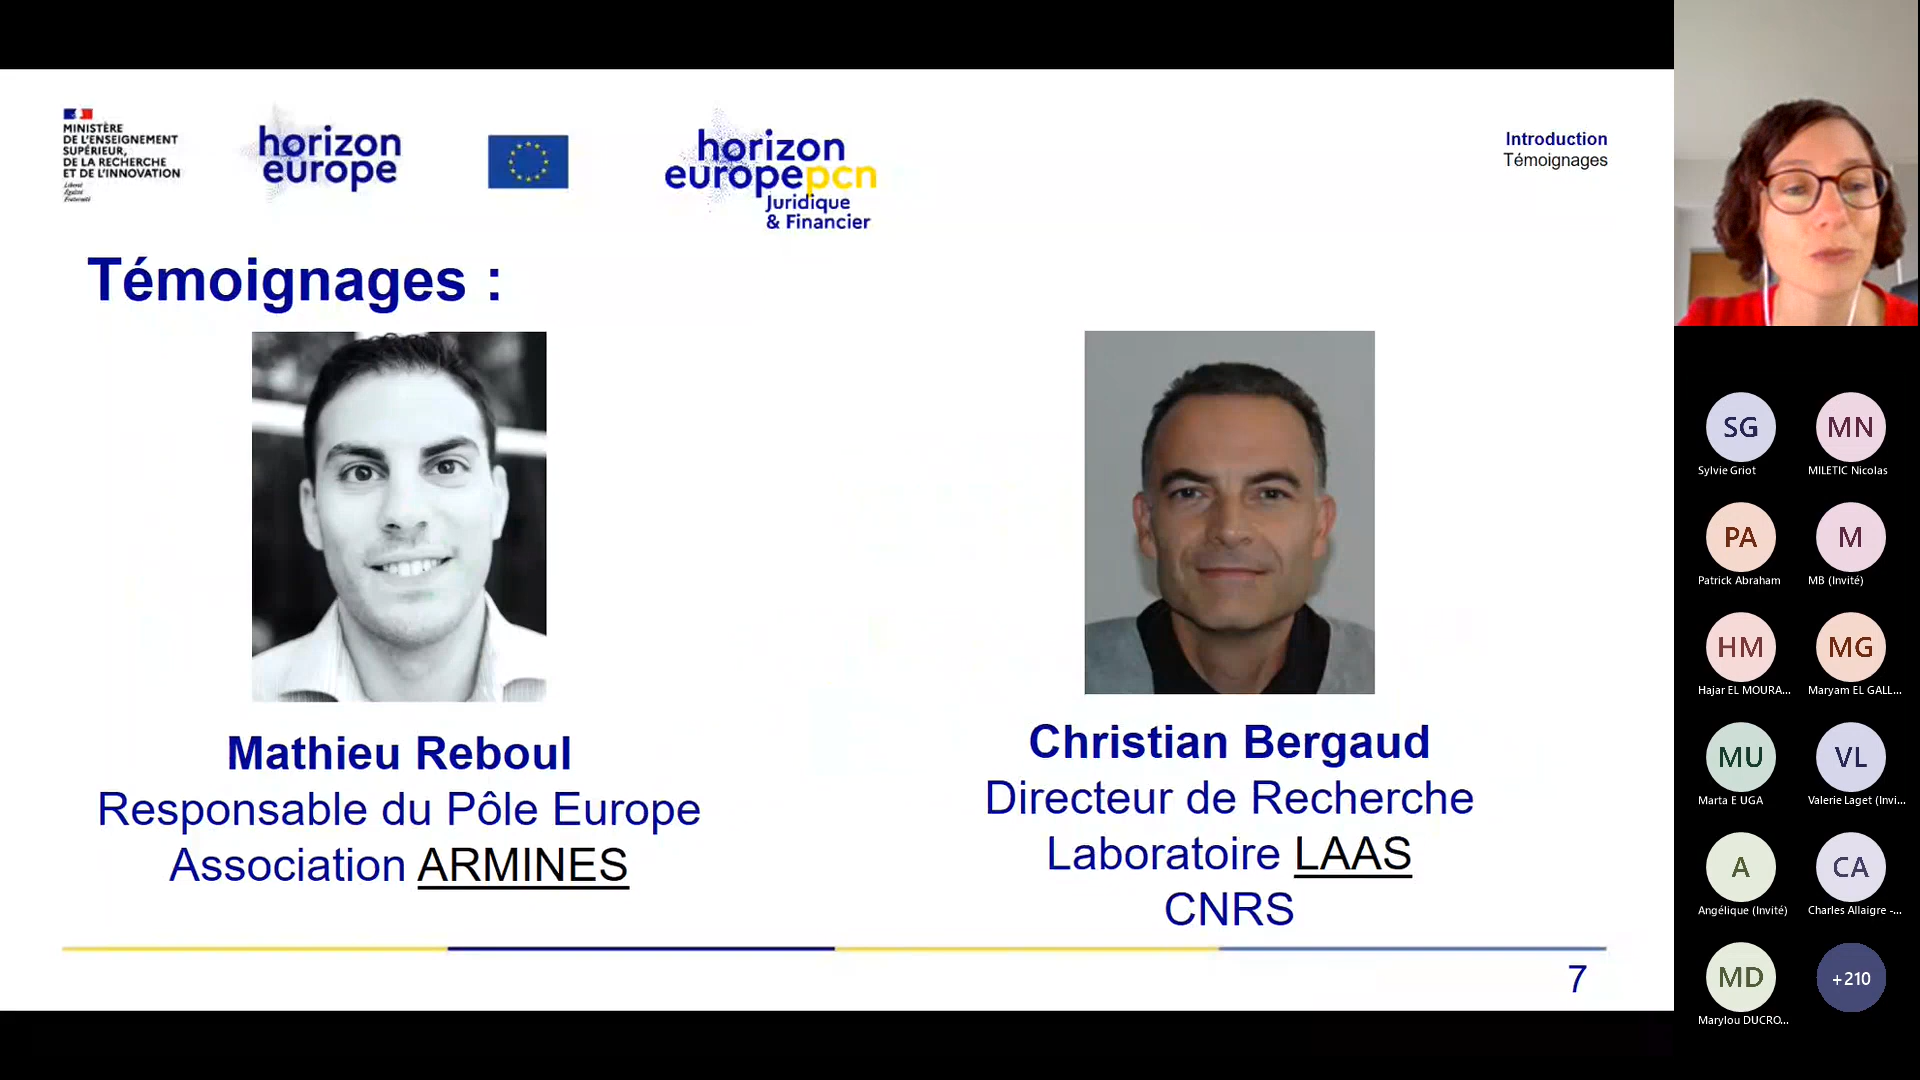 MINISTÈRE
DE L'ENSEIGNEMENT
SUPÉRIEUR,
DE LA RECHERCHE
ET DE L'INNOVATION
Liberté
Égalité
Fraternité
horizon
europe
horizon
europepcn
Juridique
& Financier
Introduction
Témoignages
Témoignages :
Mathieu Reboul
Responsable du Pôle Europe
Association ARMINES
Christian Bergaud
Directeur de Recherche
Laboratoire LAAS
CNRS
7
SG
Sylvie Griot
MN
MILETIC Nicolas
PA
Patrick Abraham
M
MB (Invité)
HM
Hajar EL MOURA...
MG
Maryam EL GALL...
MU
Marta E UGA
VL
Valerie Laget (Invi...
A
Angélique (Invité)
CA
Charles Allaigre -...
MD
Marylou DUCRO...
+210